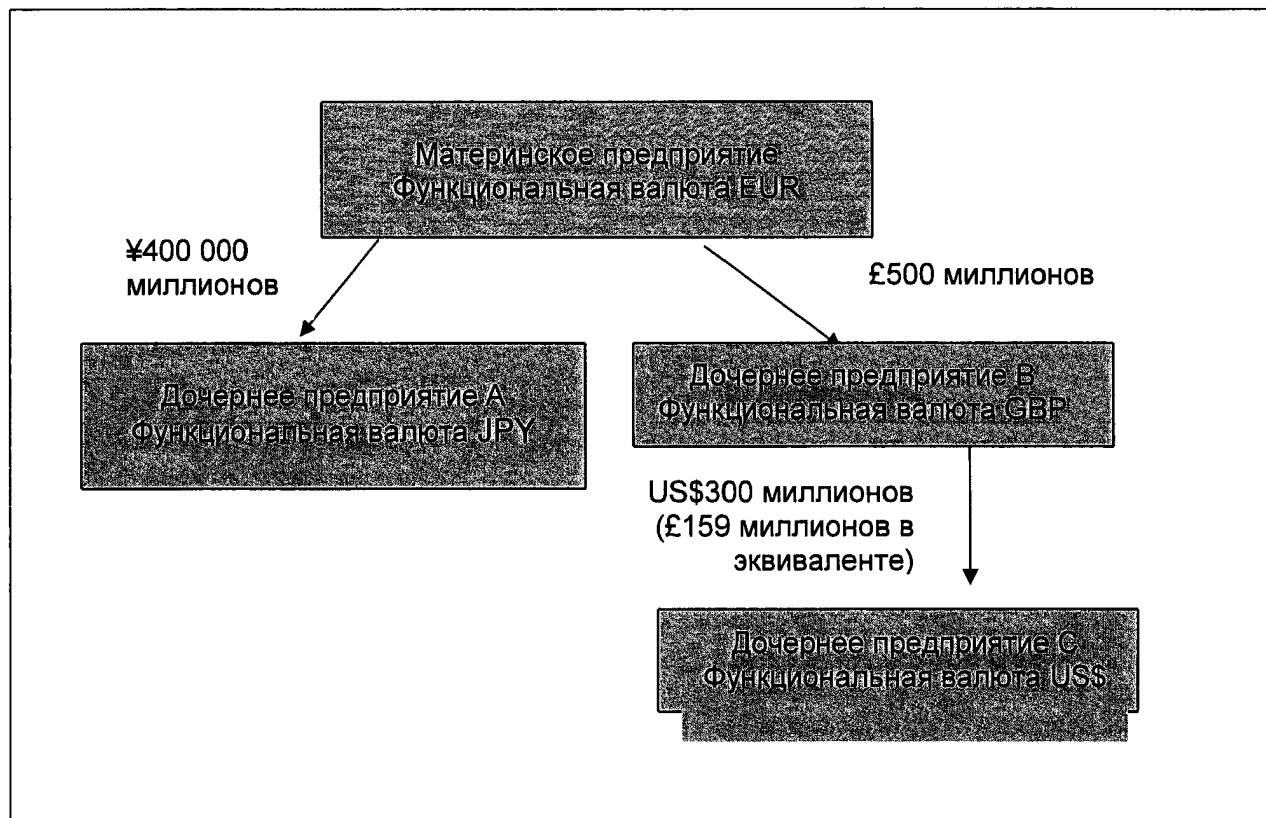 Материнское предприятие
Функциональная валюта EUR
¥400 000
миллионов
£500 миллионов
Дочернее предприятие А
Функциональная валюта JPY
Дочернее предприятие В
Функциональная валюта GBP
US$300 миллионов
(£159 миллионов в
эквиваленте)
Дочернее предприятие С
Функциональная валюта US$